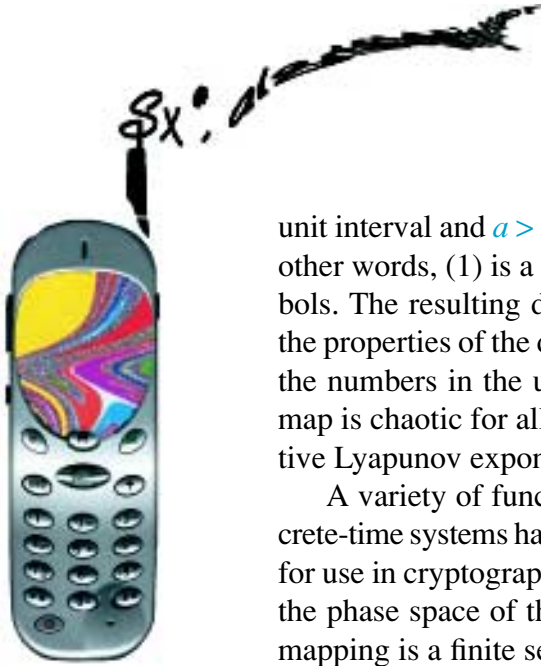 unit interval and a >
other words, (1) is a
bols. The resulting d
the properties of the
the numbers in the u
map is chaotic for all
tive Lyapunov expon
A variety of func
crete-time systems ha
for use in cryptograp
the phase space of th
mapping is a finite se